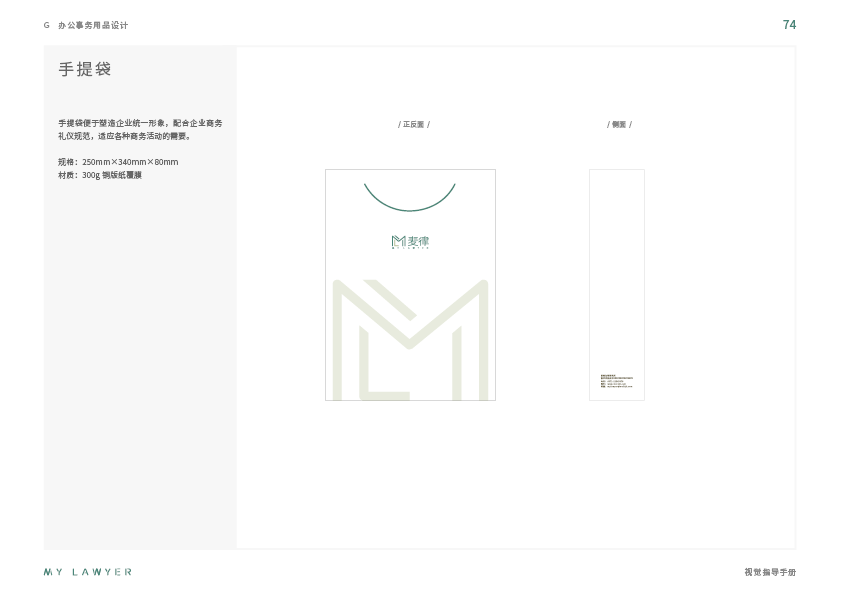 G 办公事务用品设计
74
手提袋
手提袋便于塑造企业统一形象，配合企业商务
礼仪规范，适应各种商务活动的需要。
规格：250mm×340mm×80mm
材质：300g 铜版纸覆膜
/ 正反面 /
/ 侧面 /
麦律
MY LAWYER
MY LAWYER
视觉指导手册